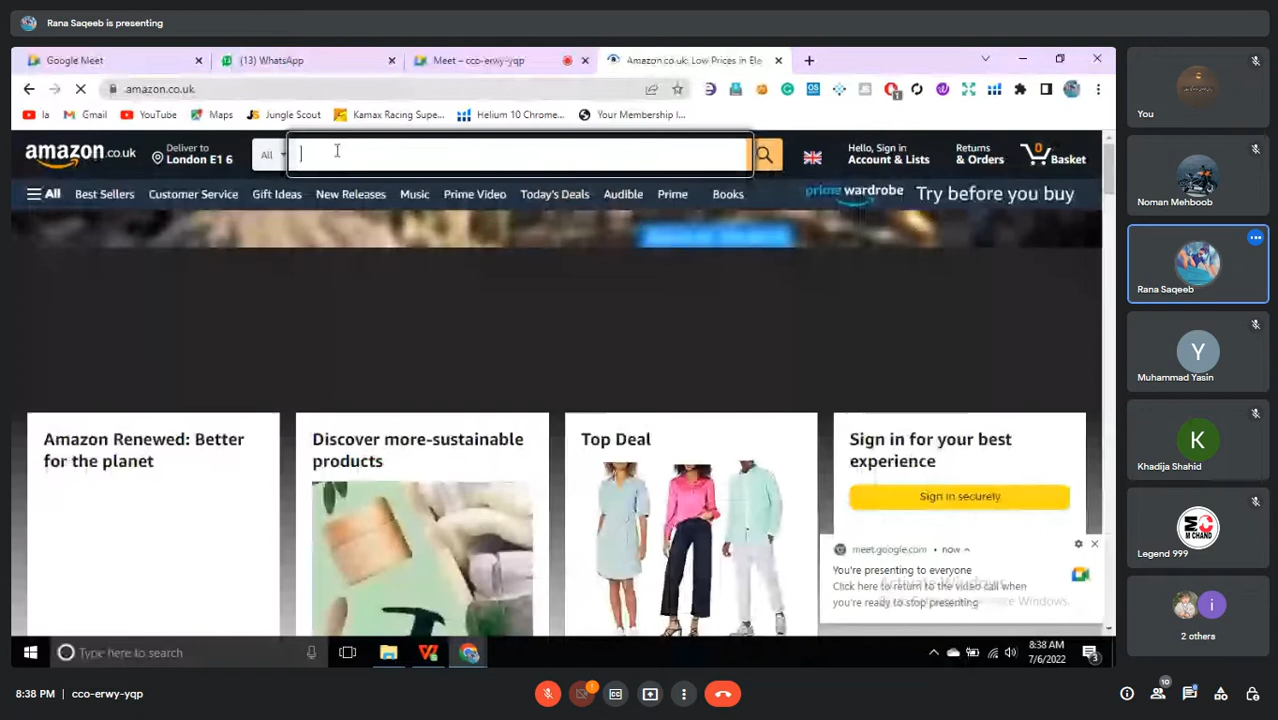 Rana Saqeeb is presenting
Google Meet
(13) WhatsApp
Meet – cco-erwy-yqp
Amazon.co.uk: Low Prices in Ele
amazon.co.uk
la
Gmail
YouTube
Maps
Jungle Scout
Kamax Racing Supe...
Helium 10 Chrome...
Your Membership I...
amazon.co.uk
Deliver to
London E1 6
All
Hello, Sign in
Account & Lists
Returns
& Orders
0
Basket
All
Best Sellers
Customer Service
Gift Ideas
New Releases
Music
Prime Video
Today's Deals
Audible
Prime
Books
prime wardrobe
Try before you buy
Amazon Renewed: Better
for the planet
Discover more-sustainable
products
Top Deal
Sign in for your best
experience
Sign in securely
meet.google.com • now
You're presenting to everyone
Click here to return to the video call when
you're ready to stop presenting
Activate Windows
Windows.
Type here to search
8:38 AM
7/6/2022
3
You
Noman Mehboob
Rana Saqeeb
Y
Muhammad Yasin
K
Khadija Shahid
M CHAND
Legend 999
i
2 others
8:38 PM
cco-erwy-yqp
10